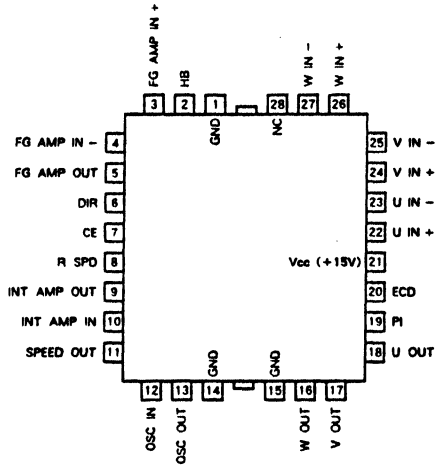 FG AMP IN +
HB
W IN -
W IN +
3
2
1
28
27
26
GND
NC
FG AMP IN - 4
FG AMP OUT 5
DIR 6
CE 7
R SPD 8
INT AMP OUT 9
INT AMP IN 10
SPEED OUT 11
25 V IN -
24 V IN +
23 U IN -
22 U IN +
Vcc (+15V) 21
20 ECD
19 PI
18 U OUT
GND
GND
12
13
14
15
16
17
OSC IN
OSC OUT
W OUT
V OUT